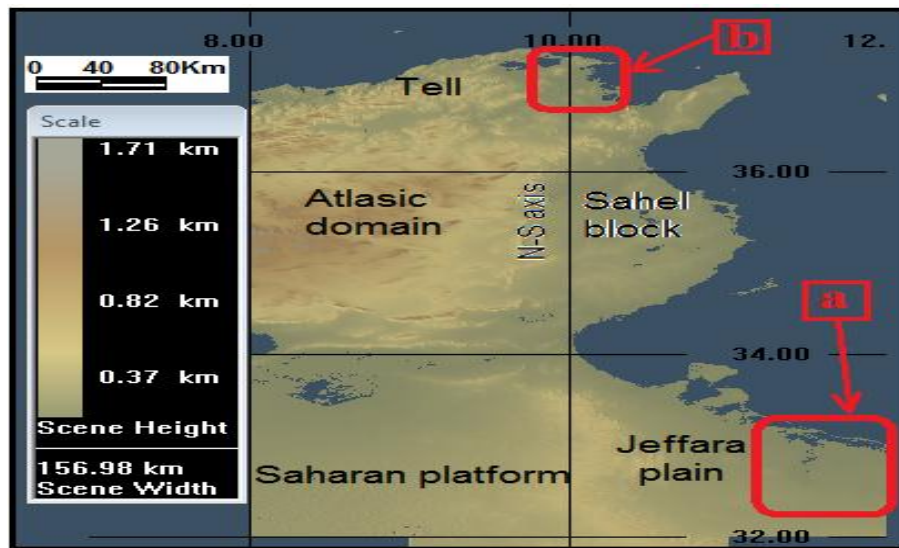 8.00 10.00 12.
b
0 40 80Km
Tell
Scale
1.71 km
36.00
Atlasic
domain
N-S axis
Sahel
block
1.26 km
0.82 km
a
34.00
0.37 km
Scene Height
Jeffara
plain
156.98 km
Scene Width
Saharan platform
32.00